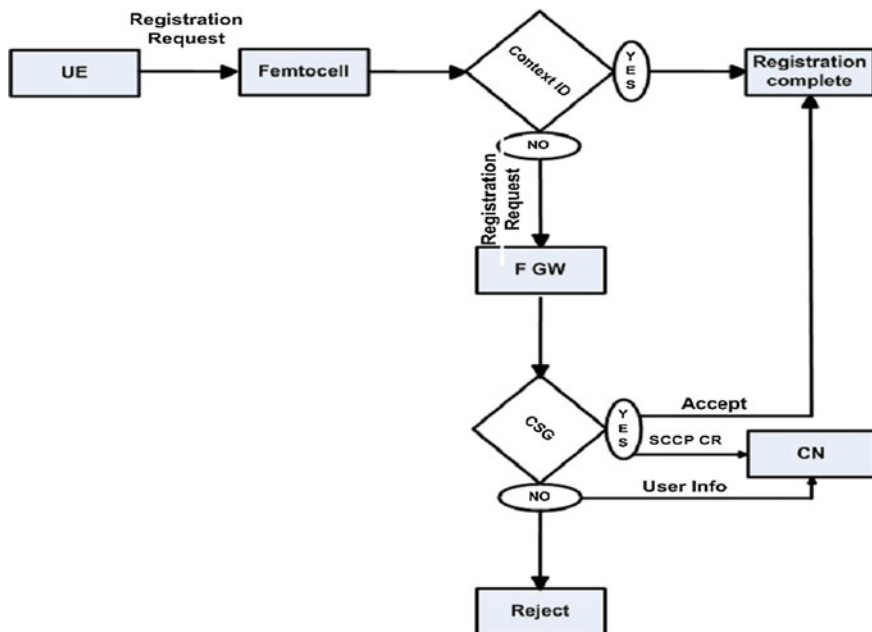 Registration
Request
UE
Femtocell
Context ID
YES
Registration
complete
NO
Registration
Request
F GW
CSG
YES
Accept
SCCP CR
CN
NO
User Info
Reject